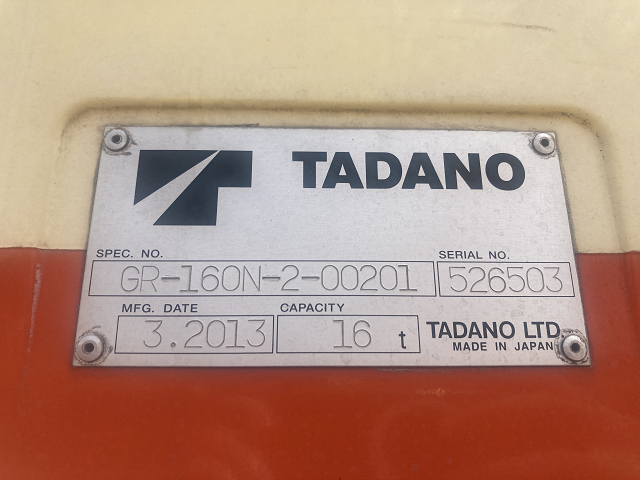 TADANO
SPEC. NO. SERIAL NO.
GR-160N-2-00201 526503
MFG. DATE CAPACITY
3.2013 16 t TADANO LTD.
MADE IN JAPAN